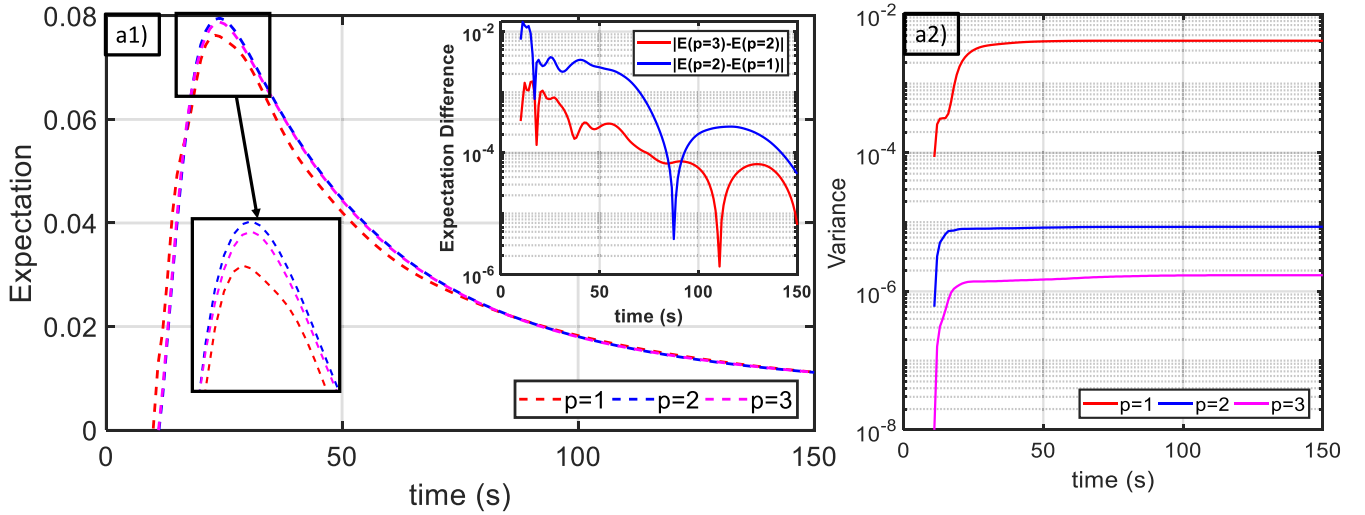 a1)
Expectation
0.08
0.06
0.04
0.02
0
0
50
100
150
time (s)
p=1
p=2
p=3
Expectation Difference
10-2
10-4
10-6
0
50
100
150
time (s)
|E(p=3)-E(p=2)|
|E(p=2)-E(p=1)|
a2)
Variance
10-2
10-4
10-6
10-8
0
50
100
150
time (s)
p=1
p=2
p=3